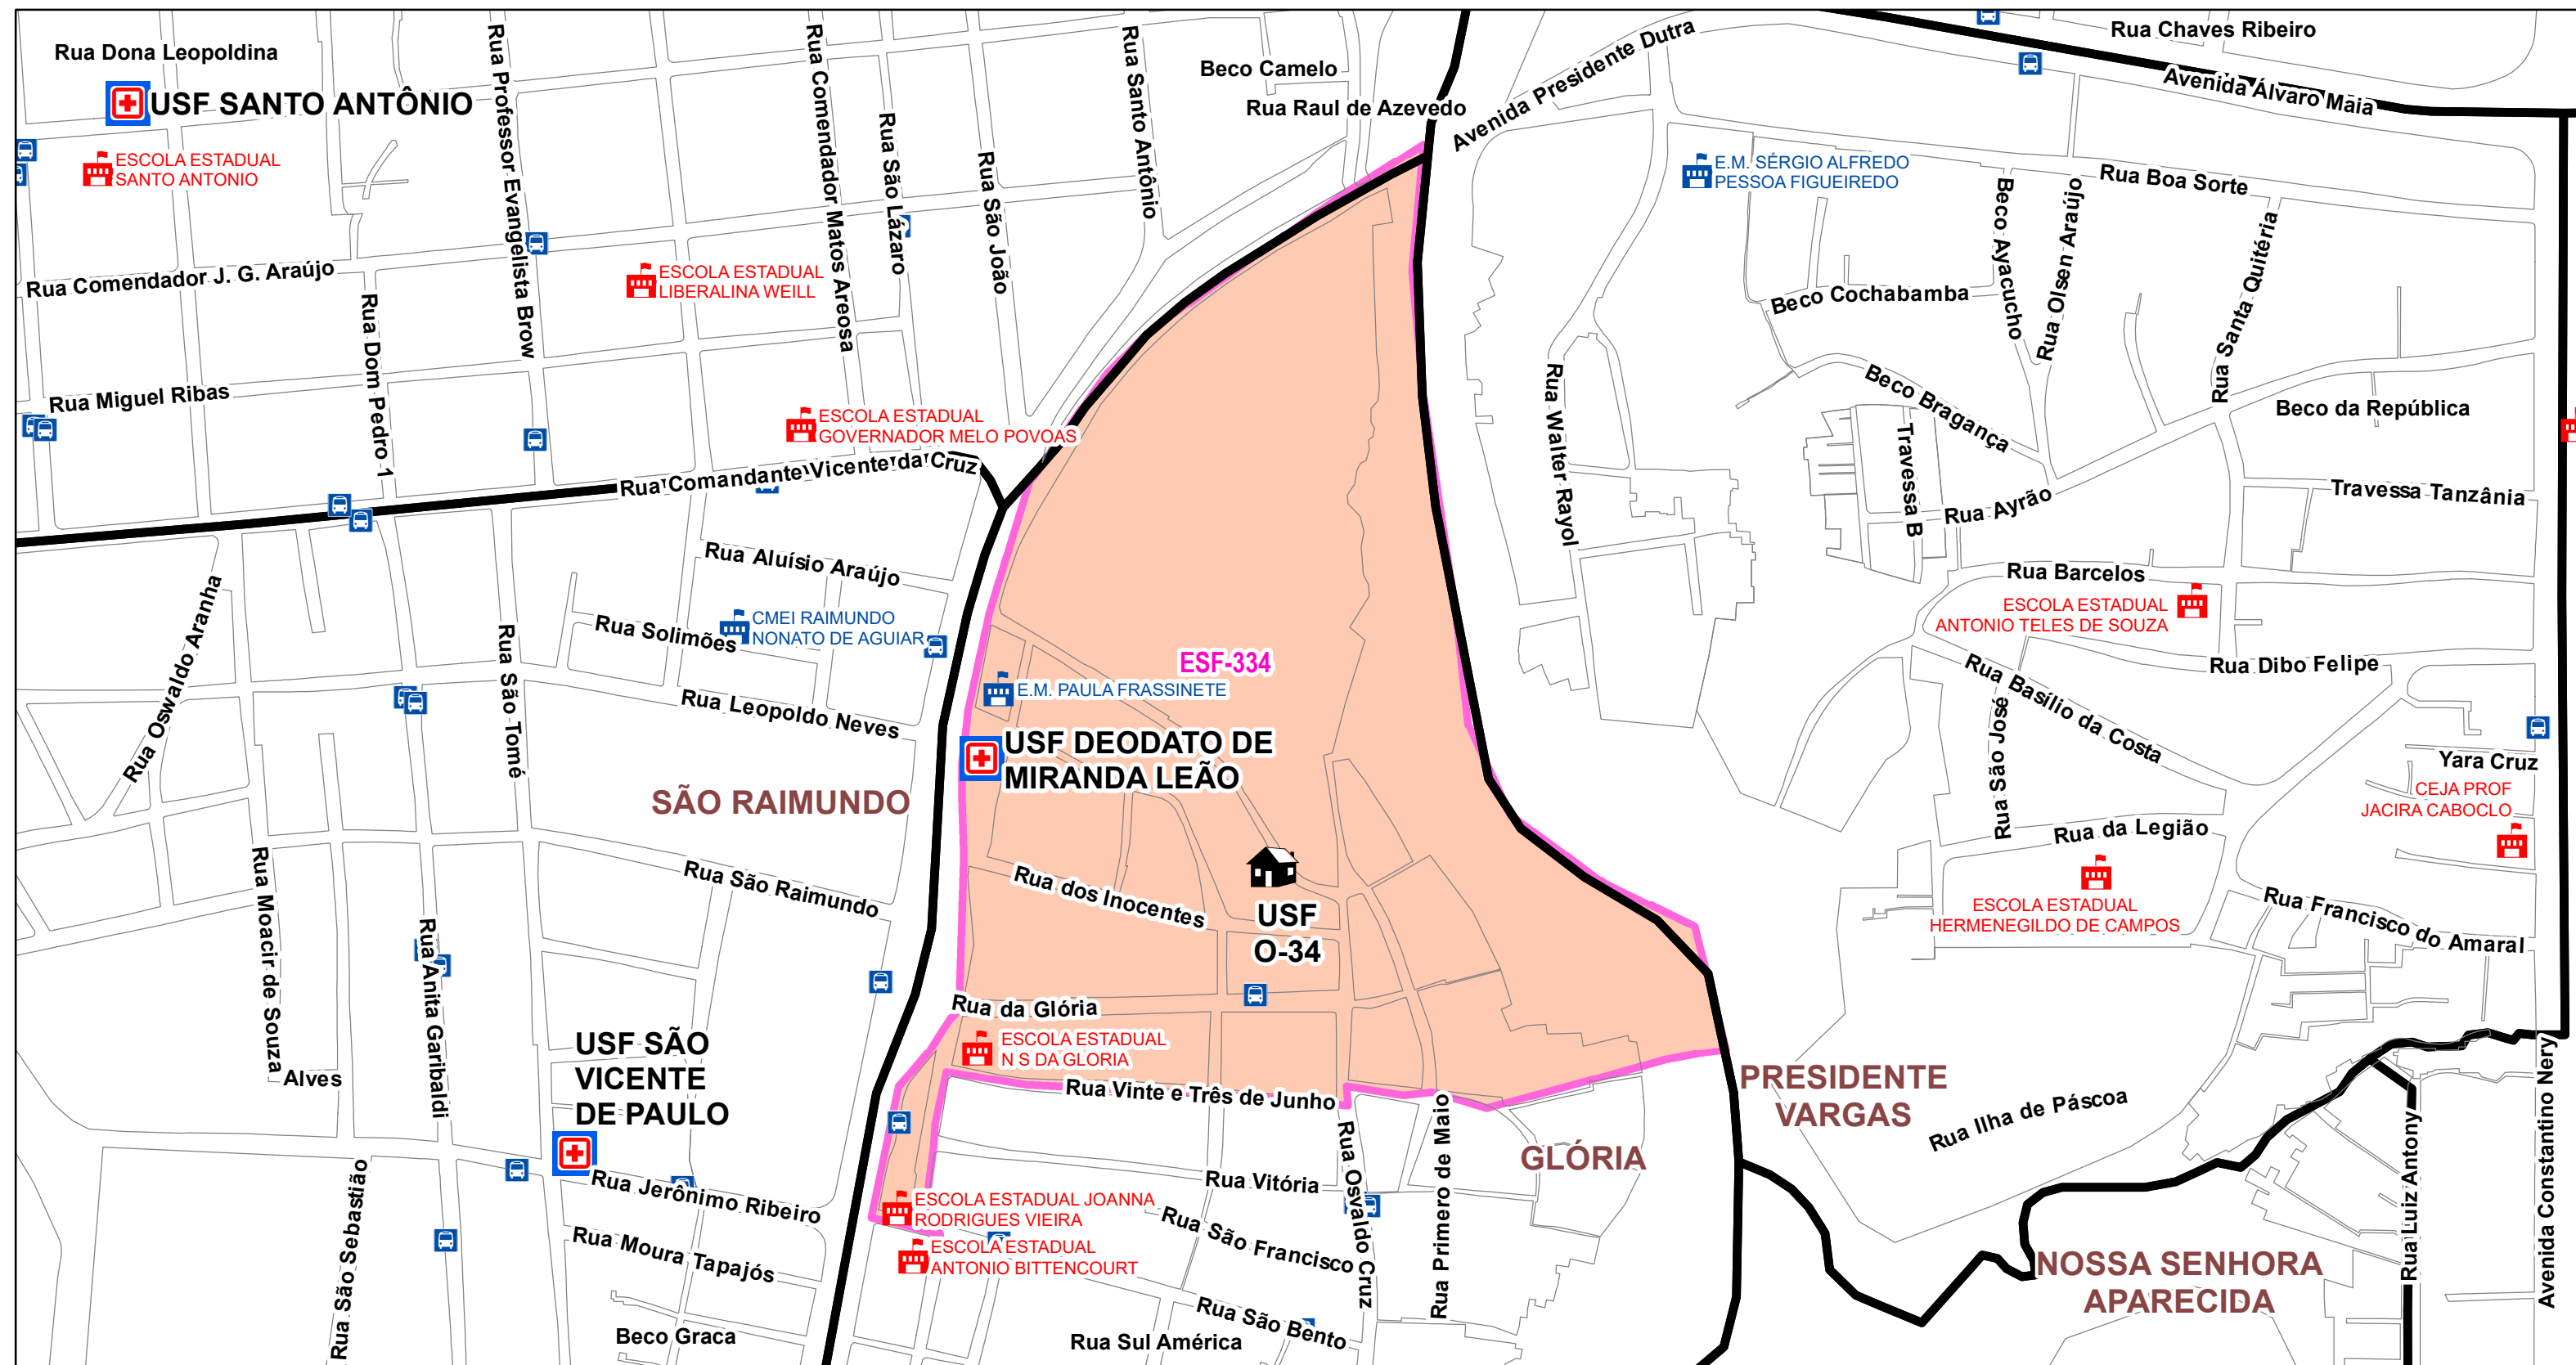 Rua Dona Leopoldina
USF SANTO ANTÔNIO
ESCOLA ESTADUAL
SANTO ANTONIO
Rua Professor Evangelista Brow
Rua Comendador Matos Areosa
Rua São Lázaro
Rua São João
Rua Santo Antônio
Beco Camelo
Rua Raul de Azevedo
Avenida Presidente Dutra
Rua Chaves Ribeiro
Avenida Álvaro Maia
E.M. SÉRGIO ALFREDO
PESSOA FIGUEIREDO
Rua Boa Sorte
Beco Ayacucho
Rua Olsen Araújo
Rua Santa Quitéria
Rua Comendador J. G. Araújo
Rua Dom Pedro 1
ESCOLA ESTADUAL
LIBERALINA WEILL
Beco Cochabamba
Rua Miguel Ribas
ESCOLA ESTADUAL
GOVERNADOR MELO POVOAS
Rua Comandante Vicente da Cruz
Rua Walter Rayol
Beco Bragança
Travessa B
Beco da República
Rua Ayrão
Travessa Tanzânia
Rua Oswaldo Aranha
Rua Aluísio Araújo
CMEI RAIMUNDO
NONATO DE AGUIAR
Rua Solimões
Rua São Tomé
Rua Leopoldo Neves
ESF-334
E.M. PAULA FRASSINETE
Rua Barcelos
ESCOLA ESTADUAL
ANTONIO TELES DE SOUZA
Rua Dibo Felipe
Rua Basílio da Costa
Rua São José
USF DEODATO DE
MIRANDA LEÃO
SÃO RAIMUNDO
Yara Cruz
CEJA PROF
JACIRA CABOCLO
Rua da Legião
ESCOLA ESTADUAL
HERMENEGILDO DE CAMPOS
Rua Francisco do Amaral
Rua Moacir de Souza
Rua São Raimundo
Rua dos Inocentes
USF
O-34
Rua Anita Garibaldi
Rua da Glória
ESCOLA ESTADUAL
N S DA GLORIA
USF SÃO
VICENTE
DE PAULO
Alves
Rua Vinte e Três de Junho
PRESIDENTE
VARGAS
Rua Ilha de Páscoa
GLÓRIA
Rua Primero de Maio
Rua Osvaldo Cruz
Rua Vitória
Rua Jerônimo Ribeiro
ESCOLA ESTADUAL JOANNA
RODRIGUES VIEIRA
Rua São Francisco
ESCOLA ESTADUAL
ANTONIO BITTENCOURT
Rua Moura Tapajós
Rua São Sebastião
Rua Luiz Antony
Avenida Constantino Nery
NOSSA SENHORA
APARECIDA
Beco Graca
Rua Sul América
Rua São Bento